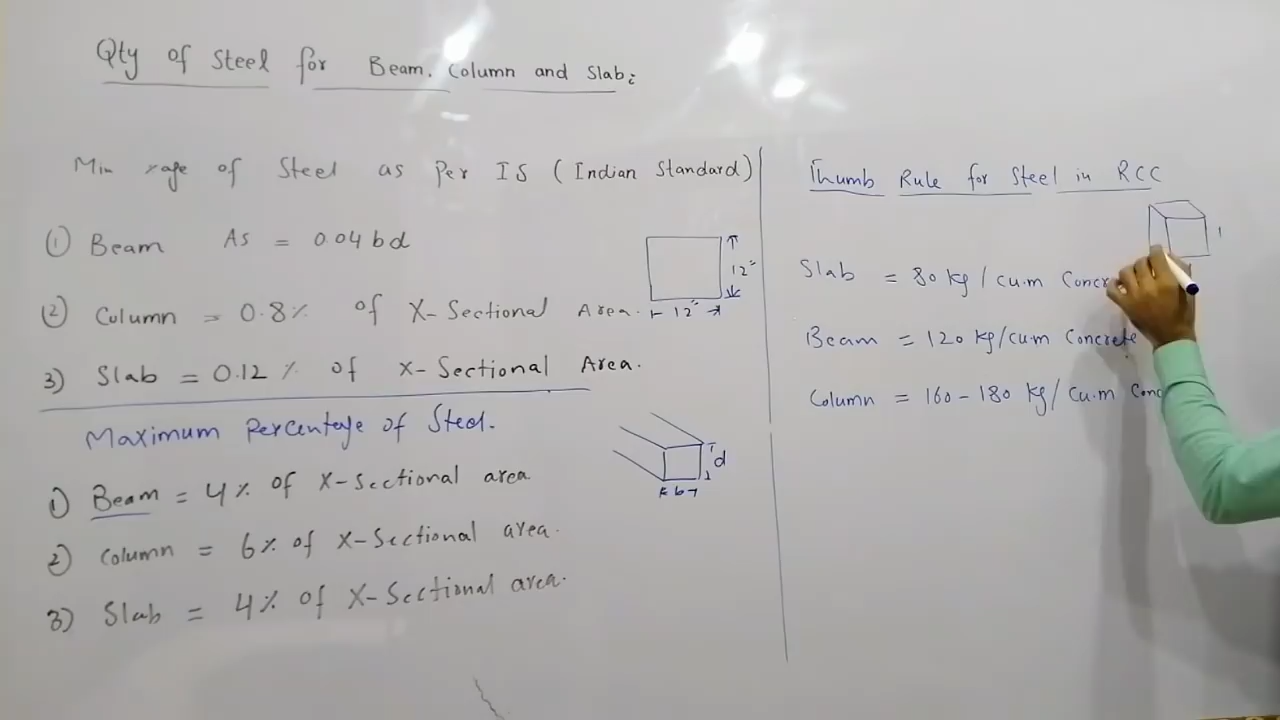 Qty of Steel for Beam, Column and Slab:
Min rage of Steel as Per IS (Indian Standard)
① Beam As = 0.04 bd
② Column = 0.8% of X-Sectional Area.
3) Slab = 0.12 % of x-Sectional Area.
12"
12"
Maximum Percentage of Steel.
1) Beam = 4% of X-Sectional area
2) Column = 6% of X-Sectional area.
3) Slab = 4% of X-Sectional area.
d
b
Thumb Rule for Steel in RCC
1
Slab = 80 kg / cu.m Concr
Beam = 120 kg/cu.m Concrete
Column = 160 - 180 kg/ cu.m Conc